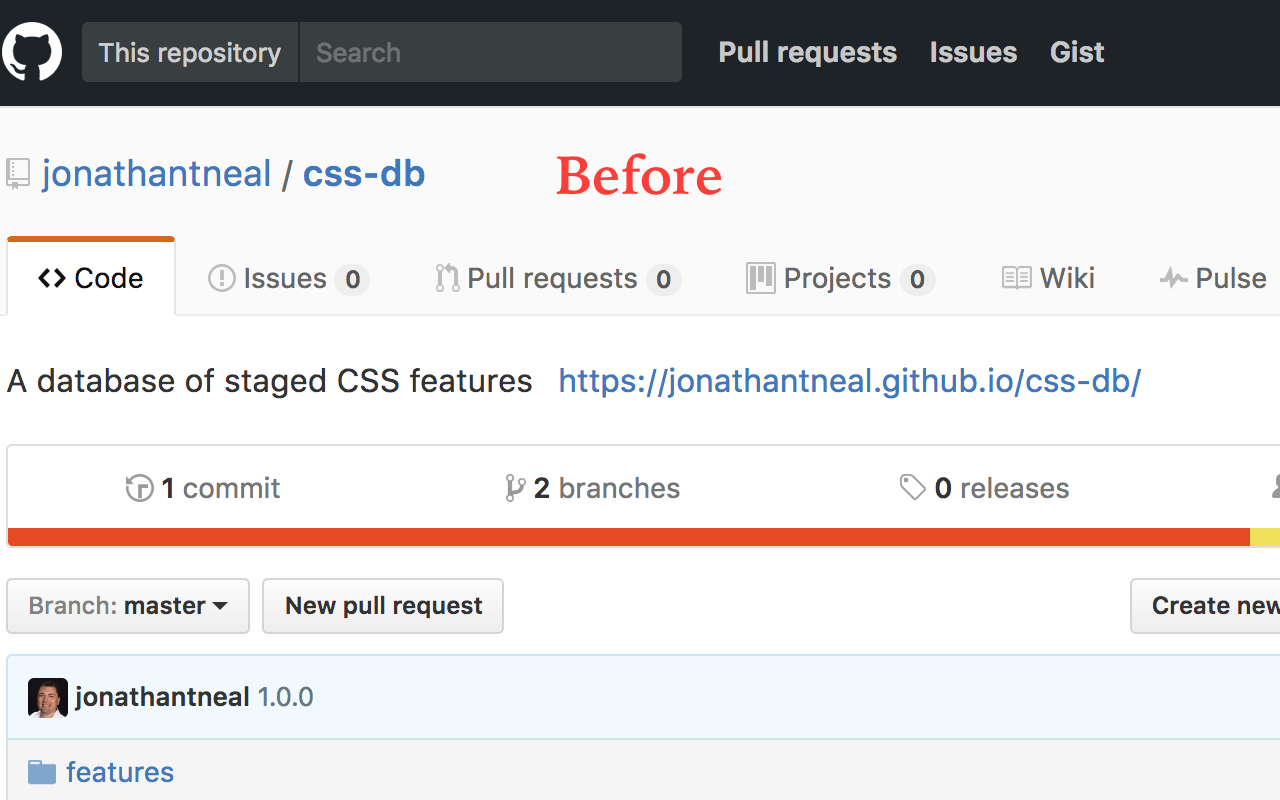 This repository Search Pull requests Issues Gist
jonathantneal / css-db Before
Code Issues 0 Pull requests 0 Projects 0 Wiki Pulse
A database of staged CSS features https://jonathantneal.github.io/css-db/
1 commit 2 branches 0 releases
Branch: master New pull request Create new
jonathantneal 1.0.0
features